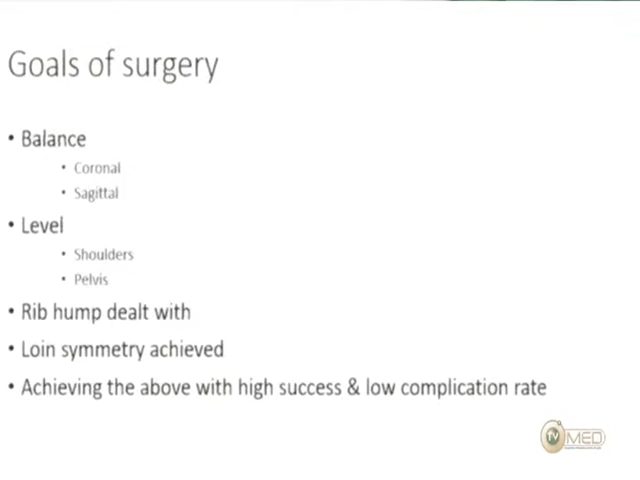 Goals of surgery
• Balance
• Coronal
• Sagittal
• Level
• Shoulders
• Pelvis
• Rib hump dealt with
• Loin symmetry achieved
• Achieving the above with high success & low complication rate
TV MED